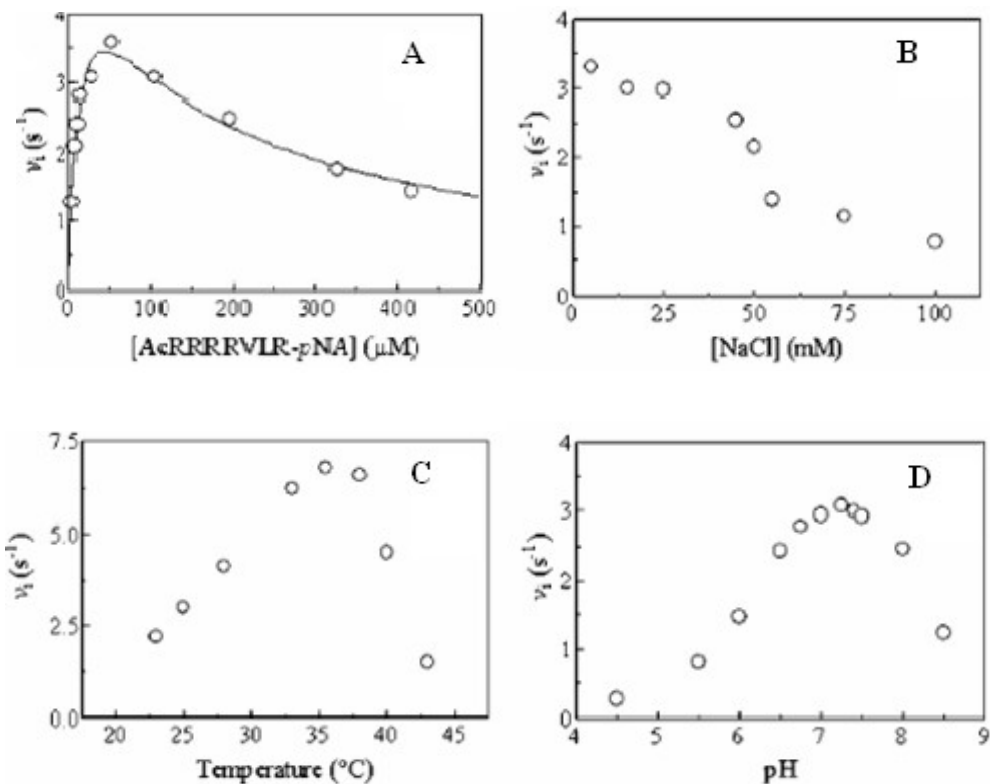 A
4
3
2
1
0
v_i (s⁻¹)
0 100 200 300 400 500
[AcRRRRVLR-pNA] (µM)
B
4
3
2
1
0
v_i (s⁻¹)
0 25 50 75 100
[NaCl] (mM)
C
7.5
5.0
2.5
0.0
v_i (s⁻¹)
20 25 30 35 40 45
Temperature (°C)
D
4
3
2
1
0
v_i (s⁻¹)
4 5 6 7 8 9
pH